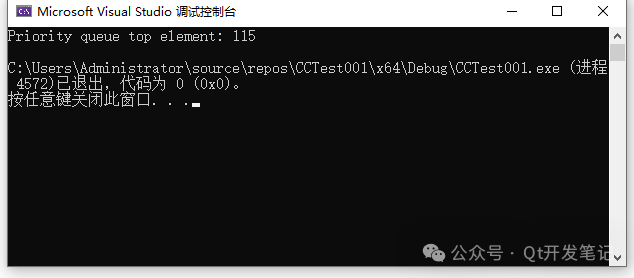 Microsoft Visual Studio 调试控制台
Priority queue top element: 115
C:\Users\Administrator\source\repos\CCTest001\x64\Debug\CCTest001.exe (进程
4572)已退出，代码为 0 (0x0)。
按任意键关闭此窗口. . .
公众号 · Qt开发笔记